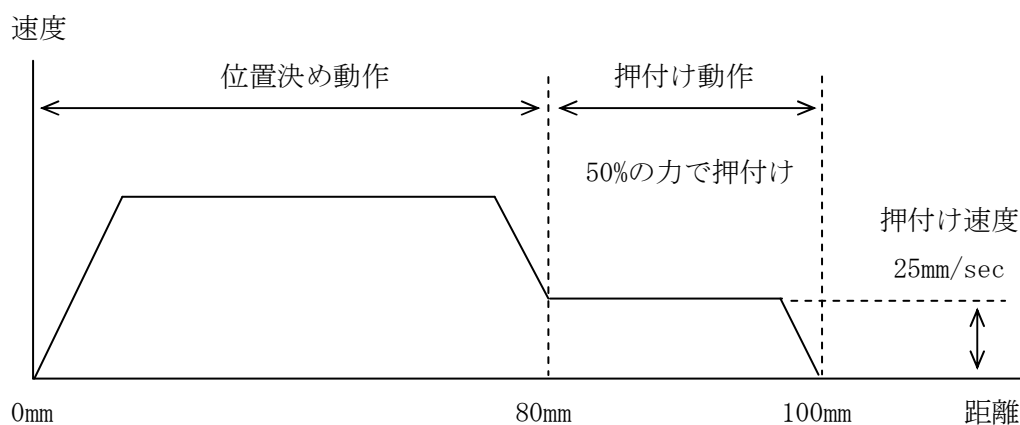 速度
位置決め動作
押付け動作
50%の力で押付け
押付け速度
25mm/sec
0mm
80mm
100mm
距離